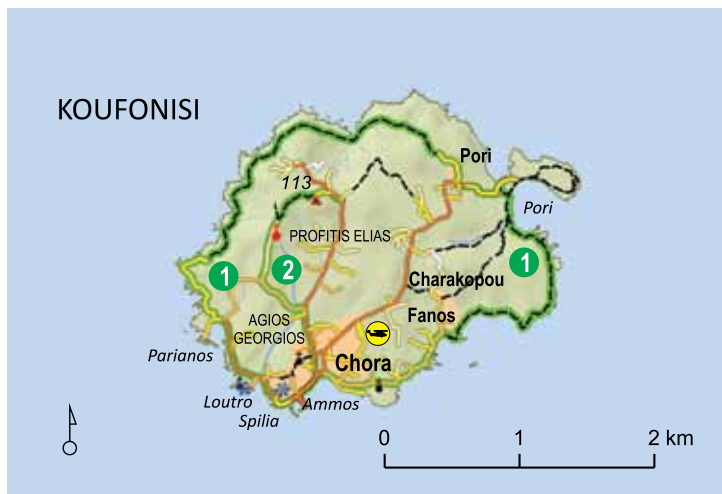 KOUFONISI
Pori
113
Pori
PROFITIS ELIAS
1
2
1
Charakopou
AGIOS
GEORGIOS
Fanos
Parianos
Chora
Loutro
Ammos
Spilia
0
1
2 km